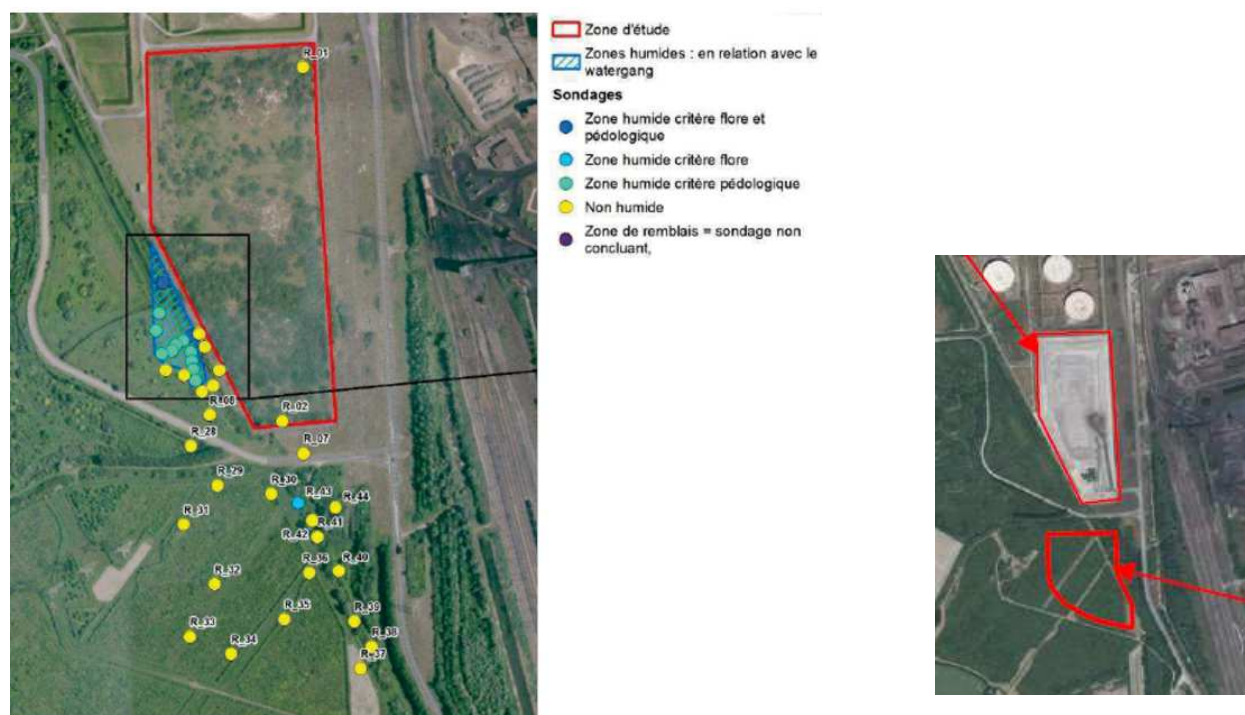 Zone d'étude
Zones humides : en relation avec le
watergang
Sondages
Zone humide critère flore et
pédologique
Zone humide critère flore
Zone humide critère pédologique
Non humide
Zone de remblais = sondage non
concluant,
R_01
R_02
R_08
R_07
R_28
R_29
R_30
R_43
R_44
R_31
R_41
R_42
R_36
R_40
R_32
R_35
R_33
R_34
R_38
R_37